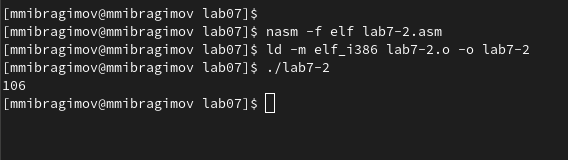 [mmibragimov@mmibragimov lab07]$
[mmibragimov@mmibragimov lab07]$ nasm -f elf lab7-2.asm
[mmibragimov@mmibragimov lab07]$ ld -m elf_i386 lab7-2.o -o lab7-2
[mmibragimov@mmibragimov lab07]$ ./lab7-2
106
[mmibragimov@mmibragimov lab07]$